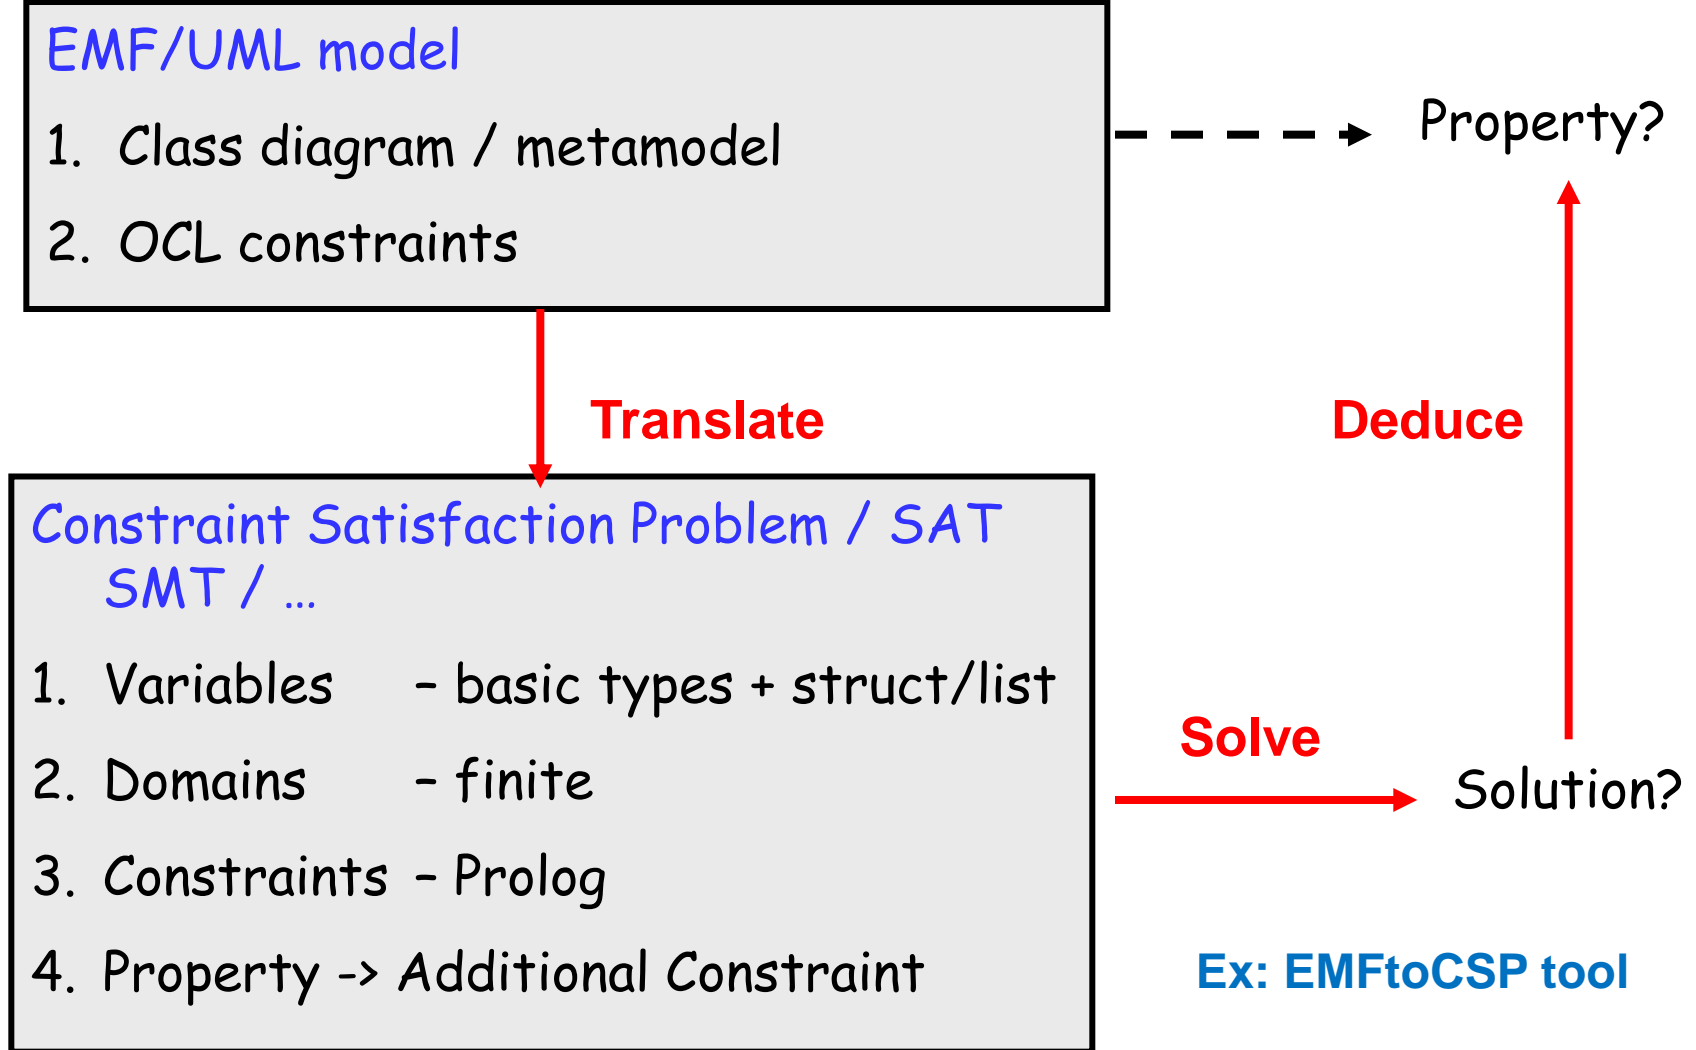 EMF/UML model
1. Class diagram / metamodel
2. OCL constraints
Property?
Translate
Deduce
Constraint Satisfaction Problem / SAT
SMT / …
1. Variables – basic types + struct/list
2. Domains – finite
3. Constraints – Prolog
4. Property -> Additional Constraint
Solve
Solution?
Ex: EMFtoCSP tool